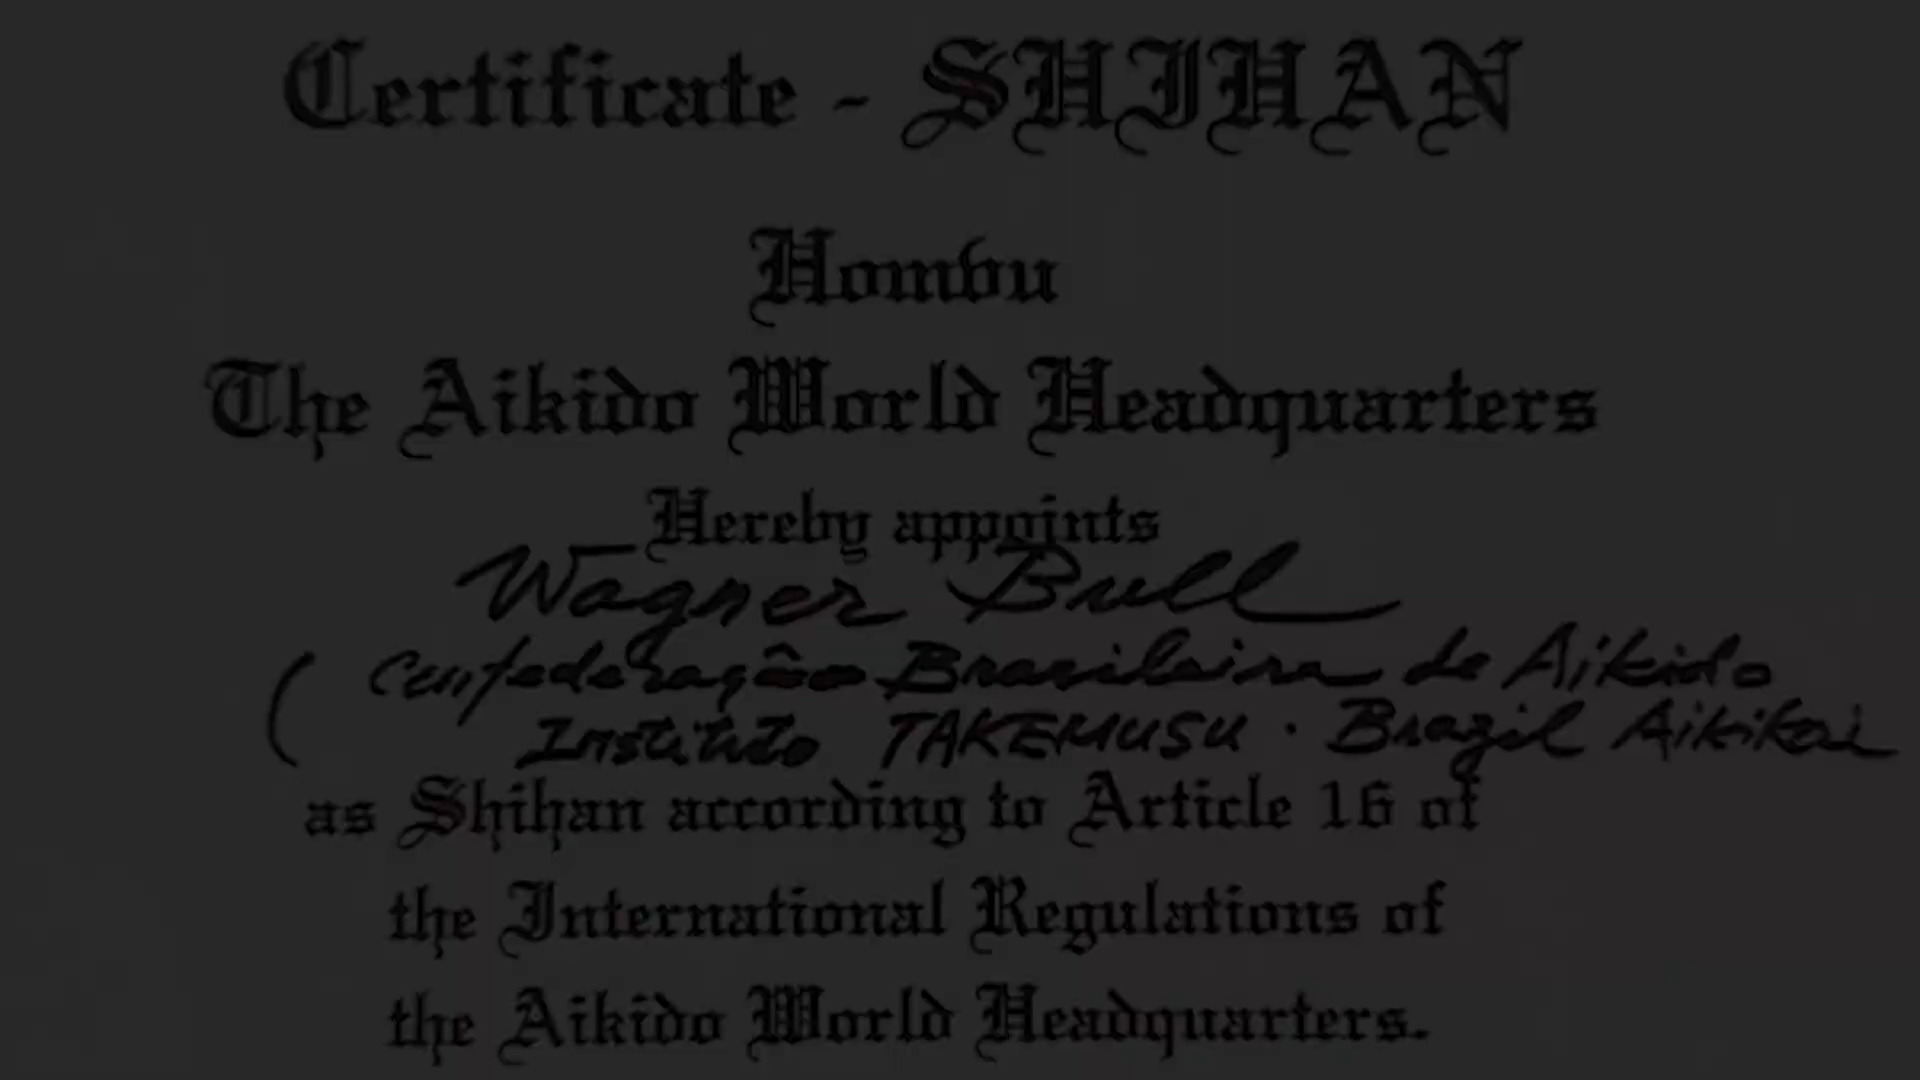 Certificate - SHIHAN
Hombu
The Aikido World Headquarters
Hereby appoints
Wagner Bull
( Confederação Brasileira de Aikido
Instituto TAKEMUSU · Brazil Aikikai
as Shihan according to Article 16 of
the International Regulations of
the Aikido World Headquarters.